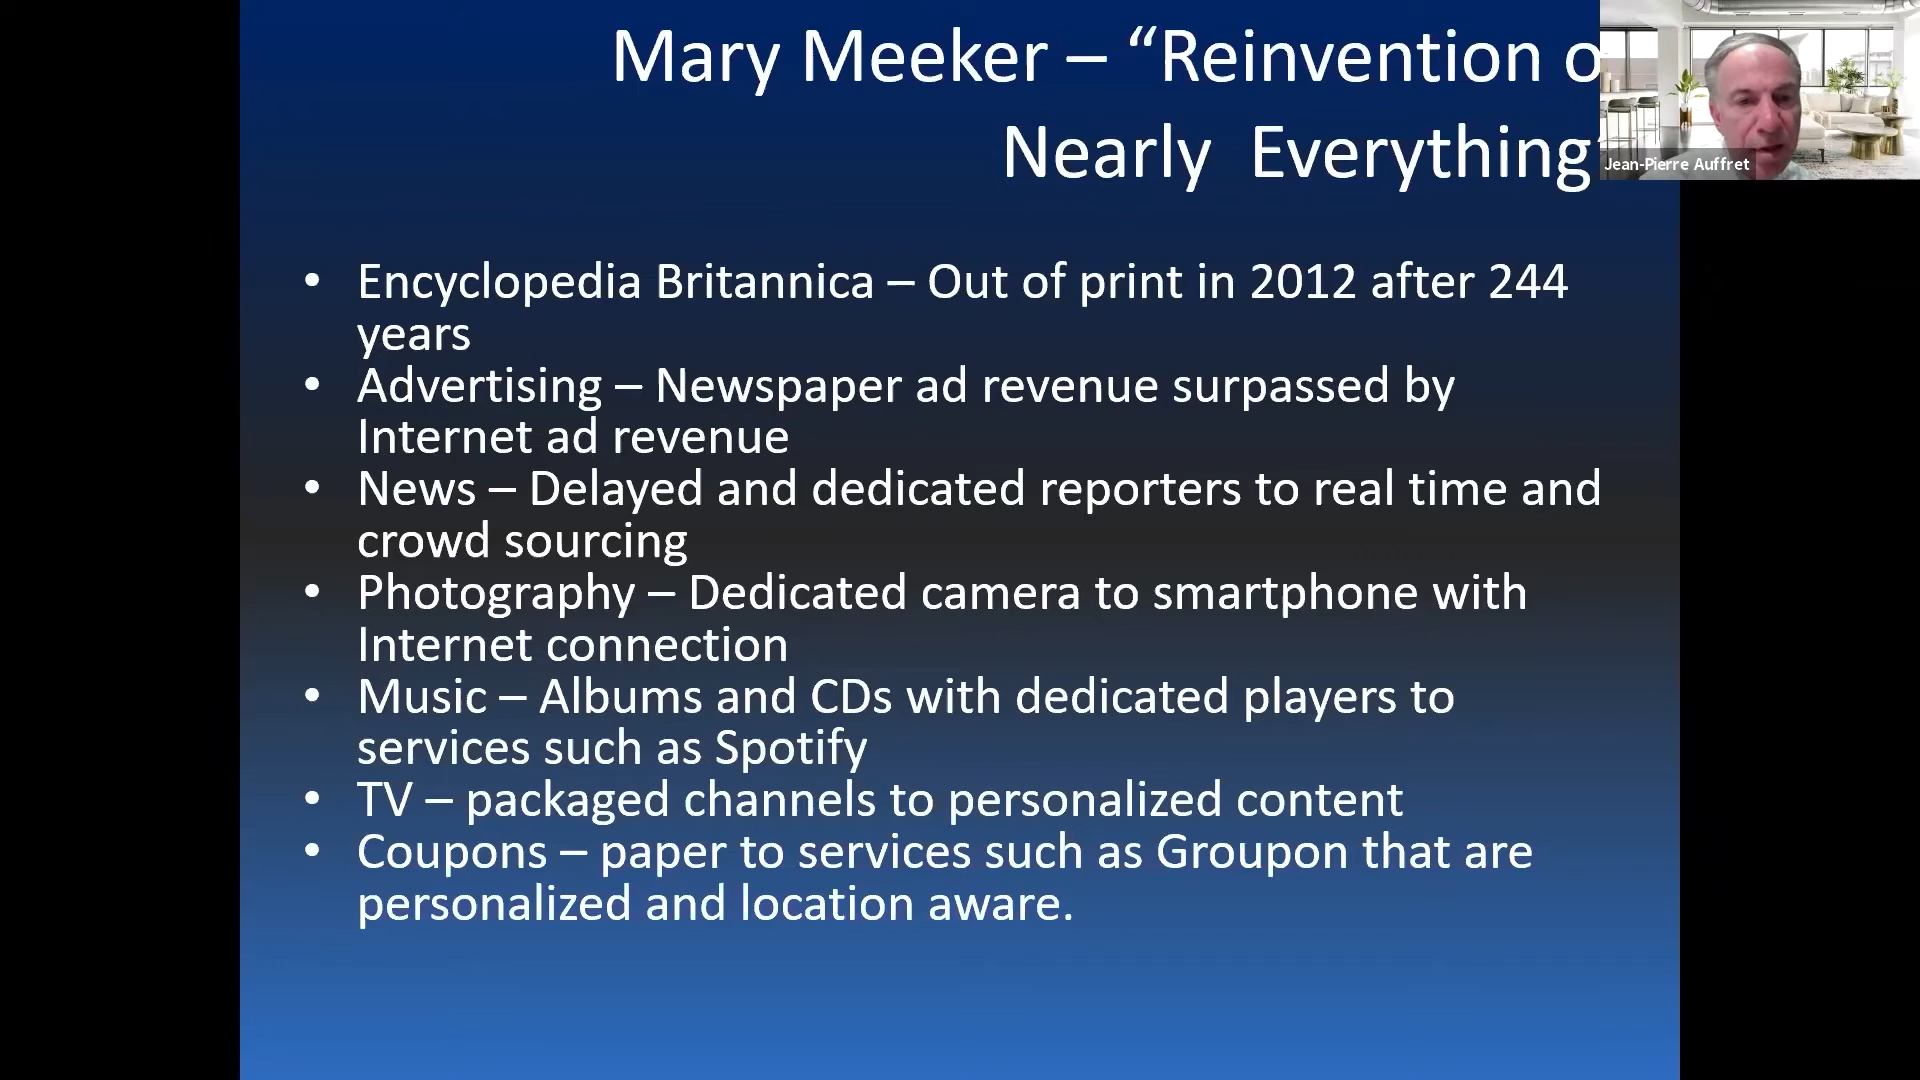 Mary Meeker – “Reinvention o
Nearly  Everything
Jean-Pierre Auffret
• Encyclopedia Britannica – Out of print in 2012 after 244
years
• Advertising – Newspaper ad revenue surpassed by
Internet ad revenue
• News – Delayed and dedicated reporters to real time and
crowd sourcing
• Photography – Dedicated camera to smartphone with
Internet connection
• Music – Albums and CDs with dedicated players to
services such as Spotify
• TV – packaged channels to personalized content
• Coupons – paper to services such as Groupon that are
personalized and location aware.